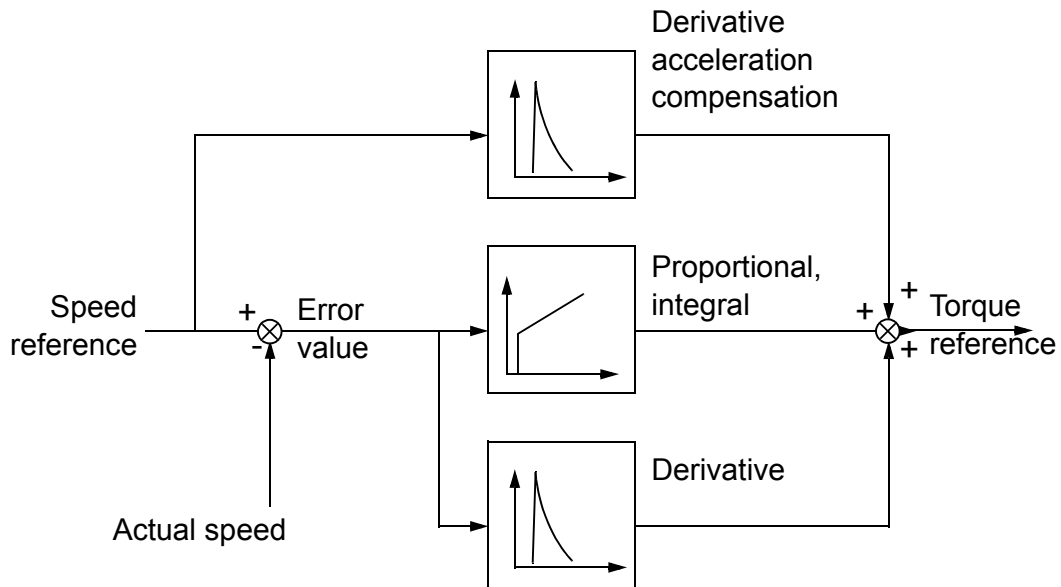 Derivative
acceleration
compensation
Proportional,
integral
+
+
Speed
reference
+
-
Error
value
Torque
reference
+
Derivative
Actual speed